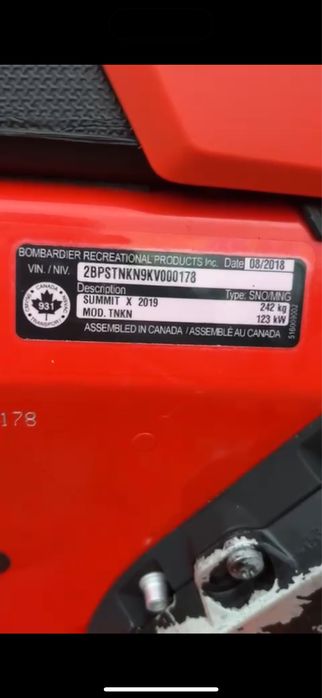 BOMBARDIER RECREATIONAL PRODUCTS Inc. Date 08/2018
VIN. / NIV. 2BPSTNKN9KV000178
Description Type: SNO/MNG
SUMMIT X 2019 242 kg
MOD. TNKN 123 kW
ASSEMBLED IN CANADA / ASSEMBLÉ AU CANADA
CANADA
931
TRANSPORT
516009002
178